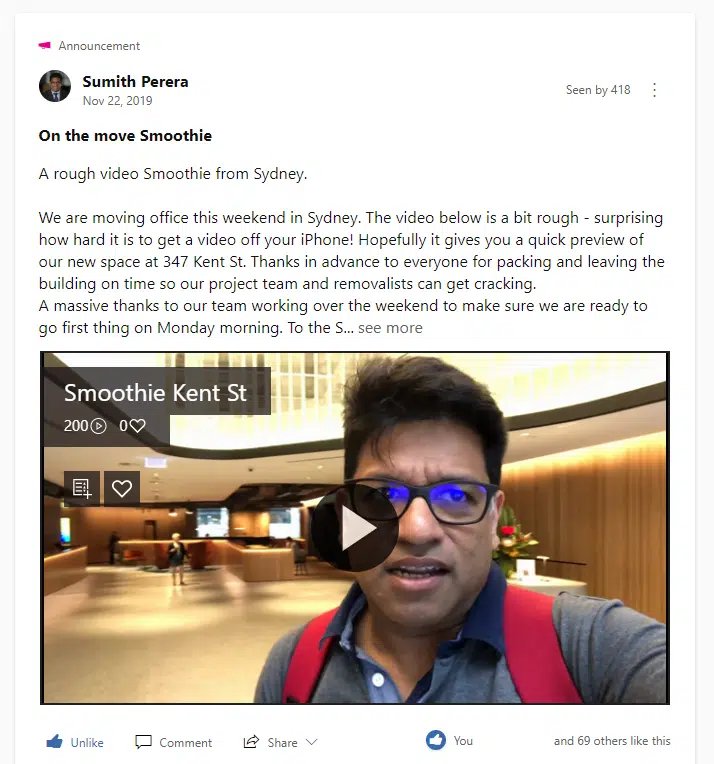 Announcement
Sumith Perera
Nov 22, 2019
Seen by 418
On the move Smoothie
A rough video Smoothie from Sydney.
We are moving office this weekend in Sydney. The video below is a bit rough - surprising
how hard it is to get a video off your iPhone! Hopefully it gives you a quick preview of
our new space at 347 Kent St. Thanks in advance to everyone for packing and leaving the
building on time so our project team and removalists can get cracking.
A massive thanks to our team working over the weekend to make sure we are ready to
go first thing on Monday morning. To the S... see more
Smoothie Kent St
200 0
Unlike Comment Share You and 69 others like this